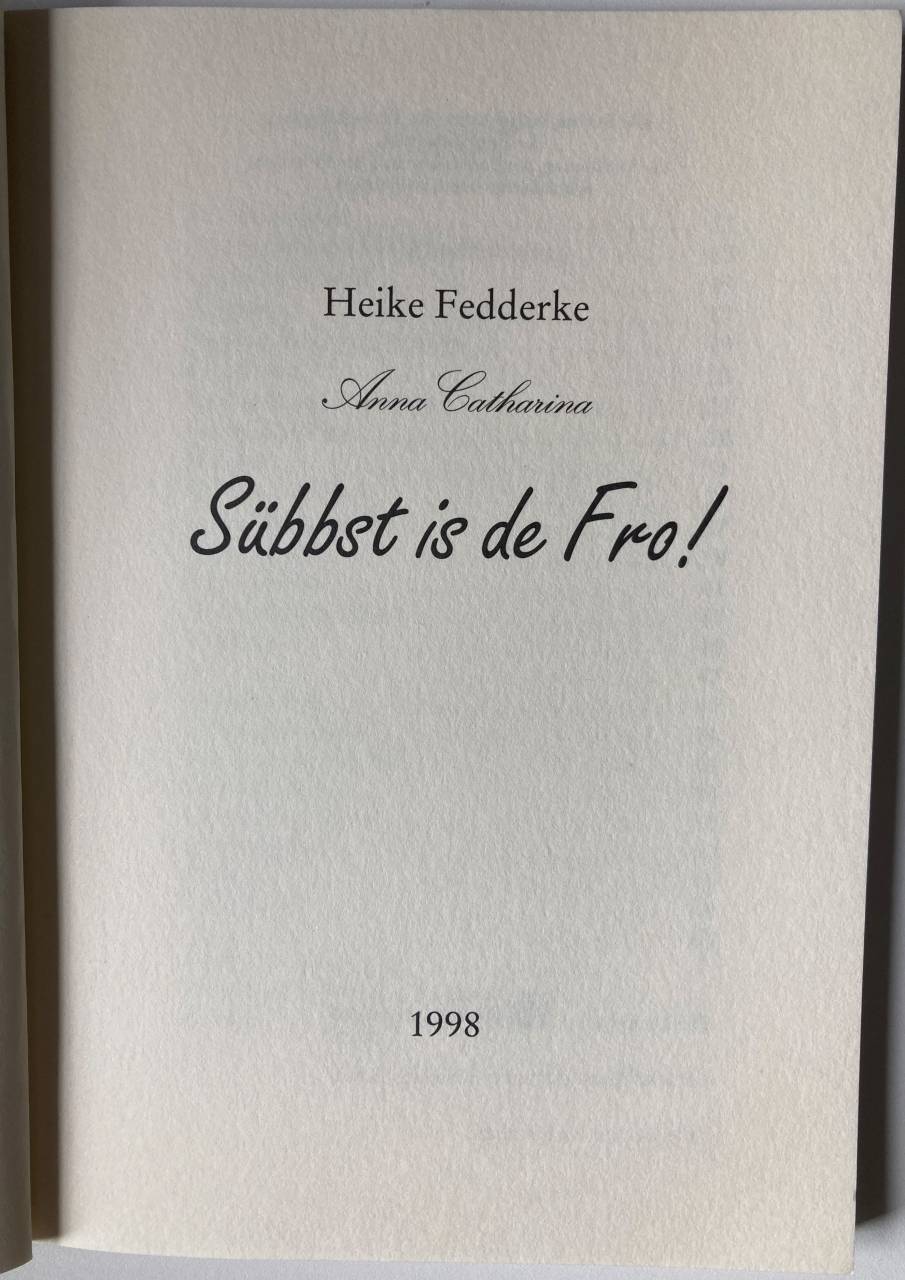 Heike Fedderke
Anna Catharina
Sübbst is de Fro!
1998